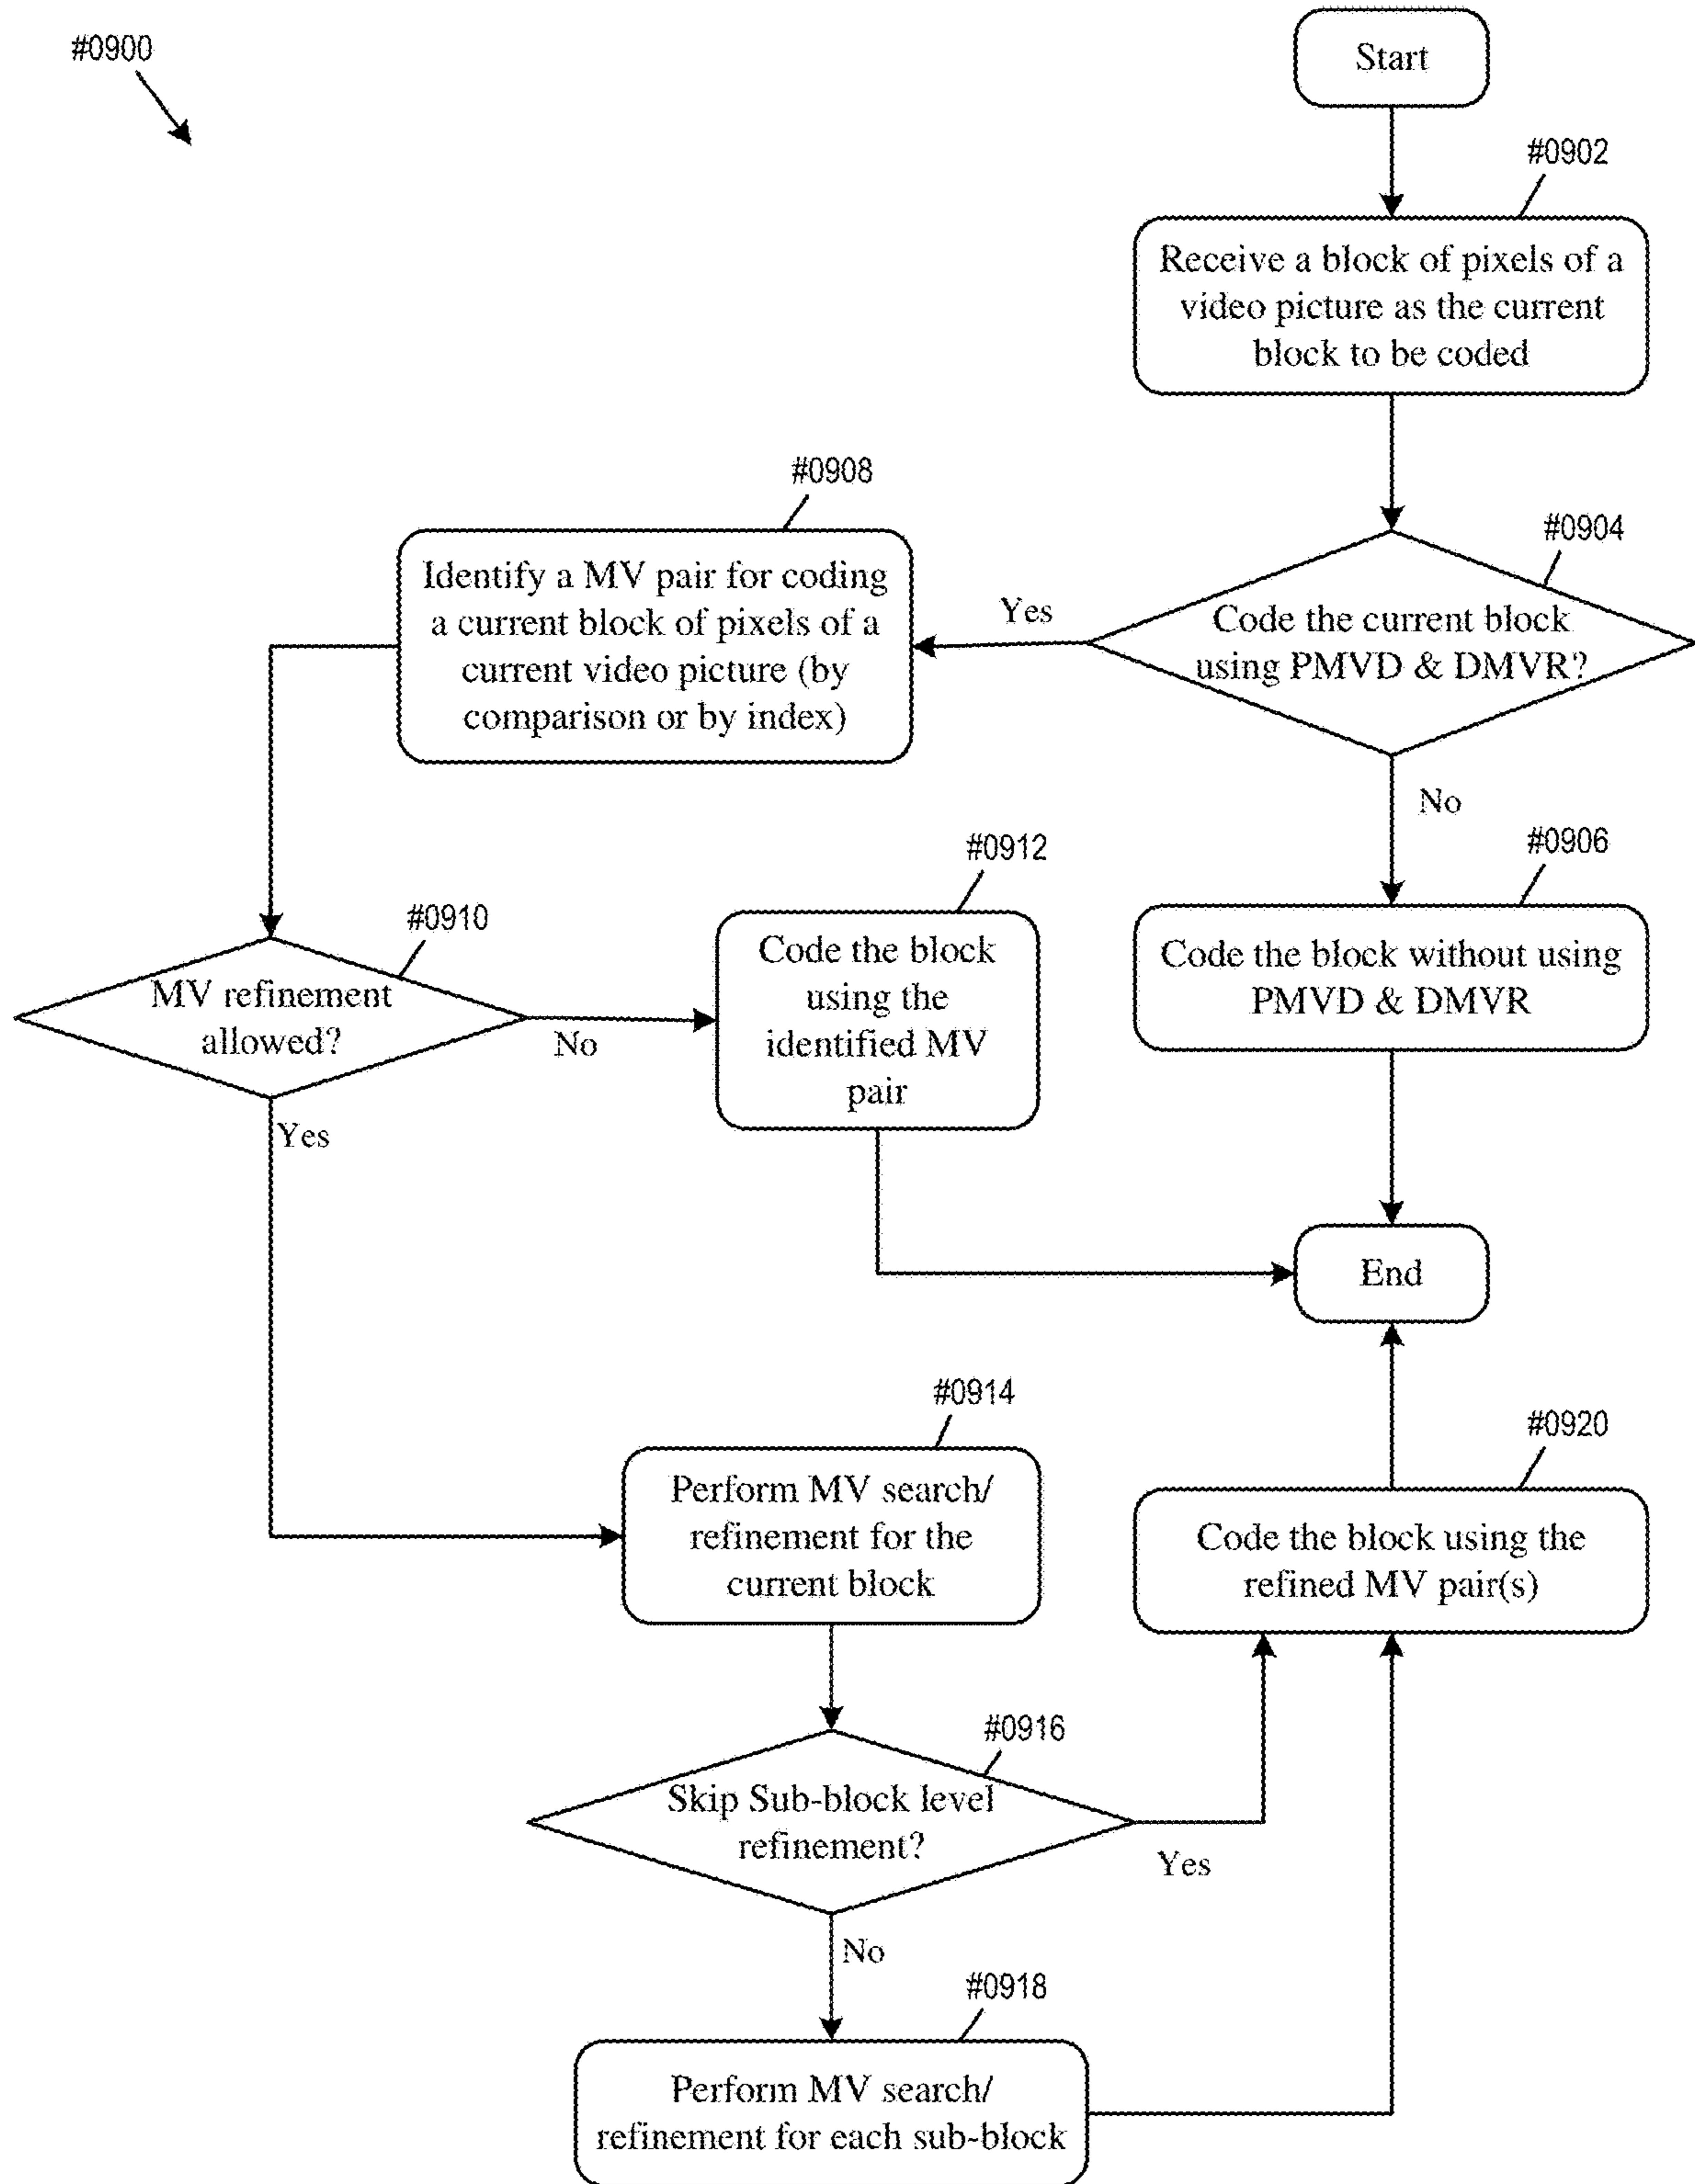 #0900
Start
#0902
Receive a block of pixels of a
video picture as the current
block to be coded
#0904
Code the current block
using PMVD & DMVR?
Yes
No
#0908
Identify a MV pair for coding
a current block of pixels of a
current video picture (by
comparison or by index)
#0906
Code the block without using
PMVD & DMVR
#0910
MV refinement
allowed?
No
Yes
#0912
Code the block
using the
identified MV
pair
End
#0914
Perform MV search/
refinement for the
current block
#0920
Code the block using the
refined MV pair(s)
#0916
Skip Sub-block level
refinement?
Yes
No
#0918
Perform MV search/
refinement for each sub-block